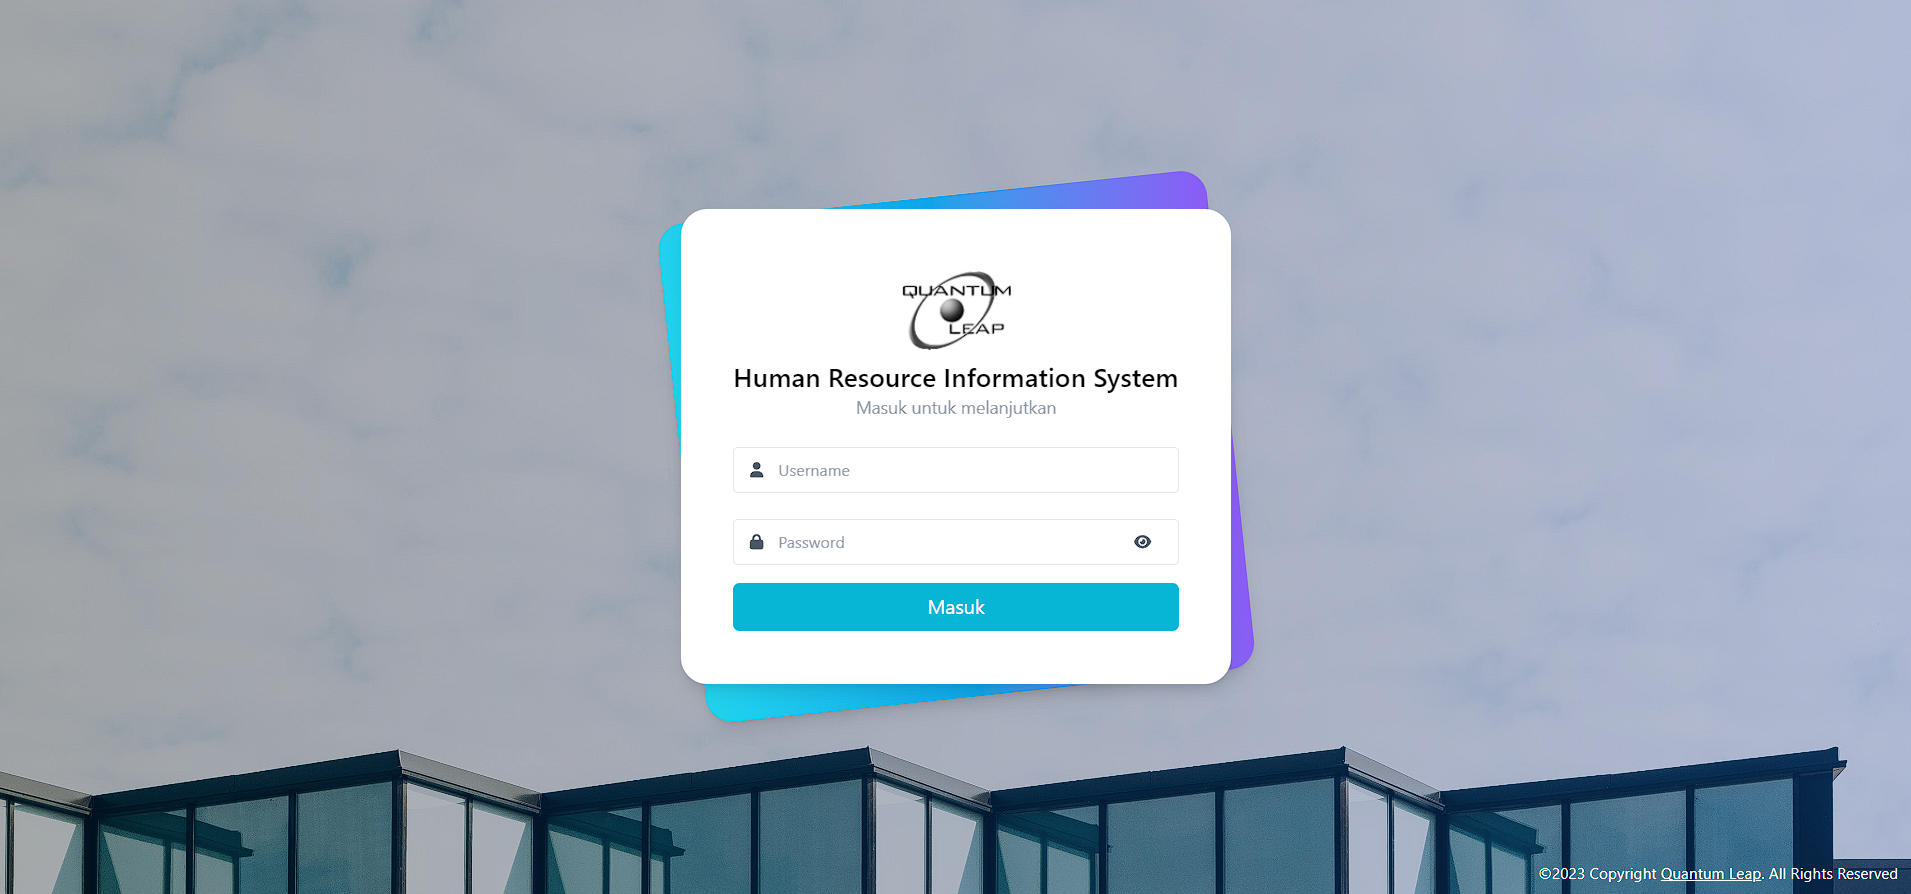 QUANTUM
LEAP
Human Resource Information System
Masuk untuk melanjutkan
Username
Password
Masuk
©2023 Copyright Quantum Leap. All Rights Reserved